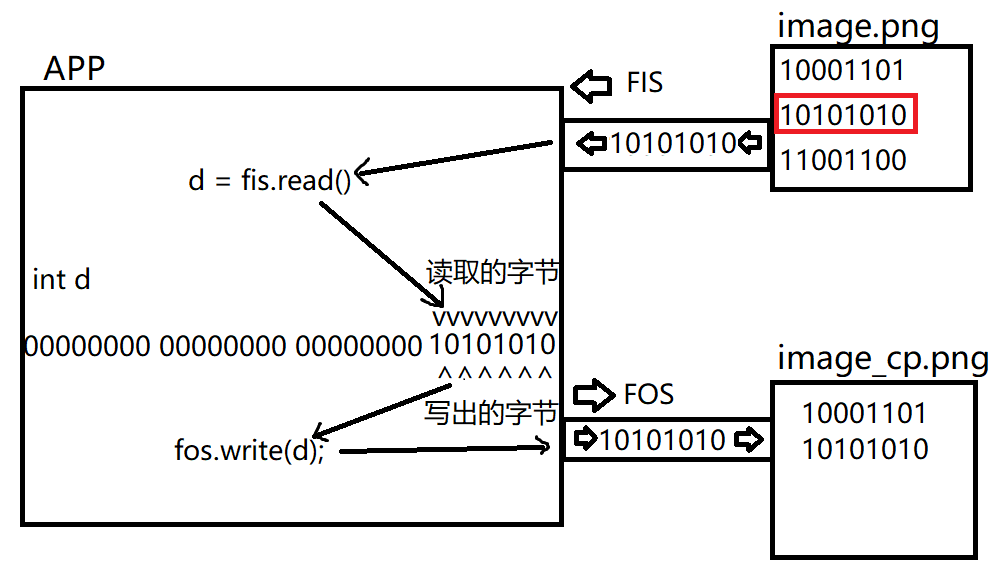 image.png
APP
10001101
FIS
10101010
10101010
11001100
d = fis.read()
读取的字节
int d
vvvvvvvvv
00000000 00000000 00000000 10101010
^ ^ ^ ^ ^ ^
写出的字节
fos.write(d);
FOS
10101010
image_cp.png
10001101
10101010